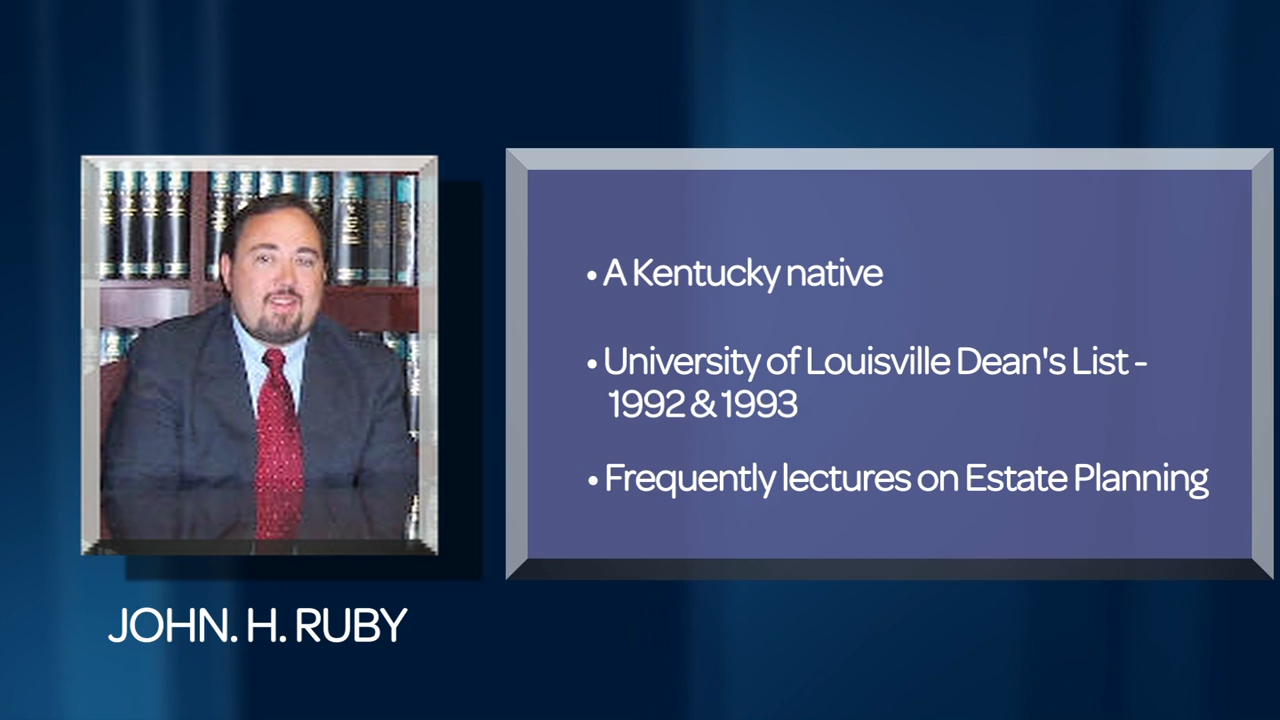 • A Kentucky native
• University of Louisville Dean's List -
1992 & 1993
• Frequently lectures on Estate Planning
JOHN. H. RUBY